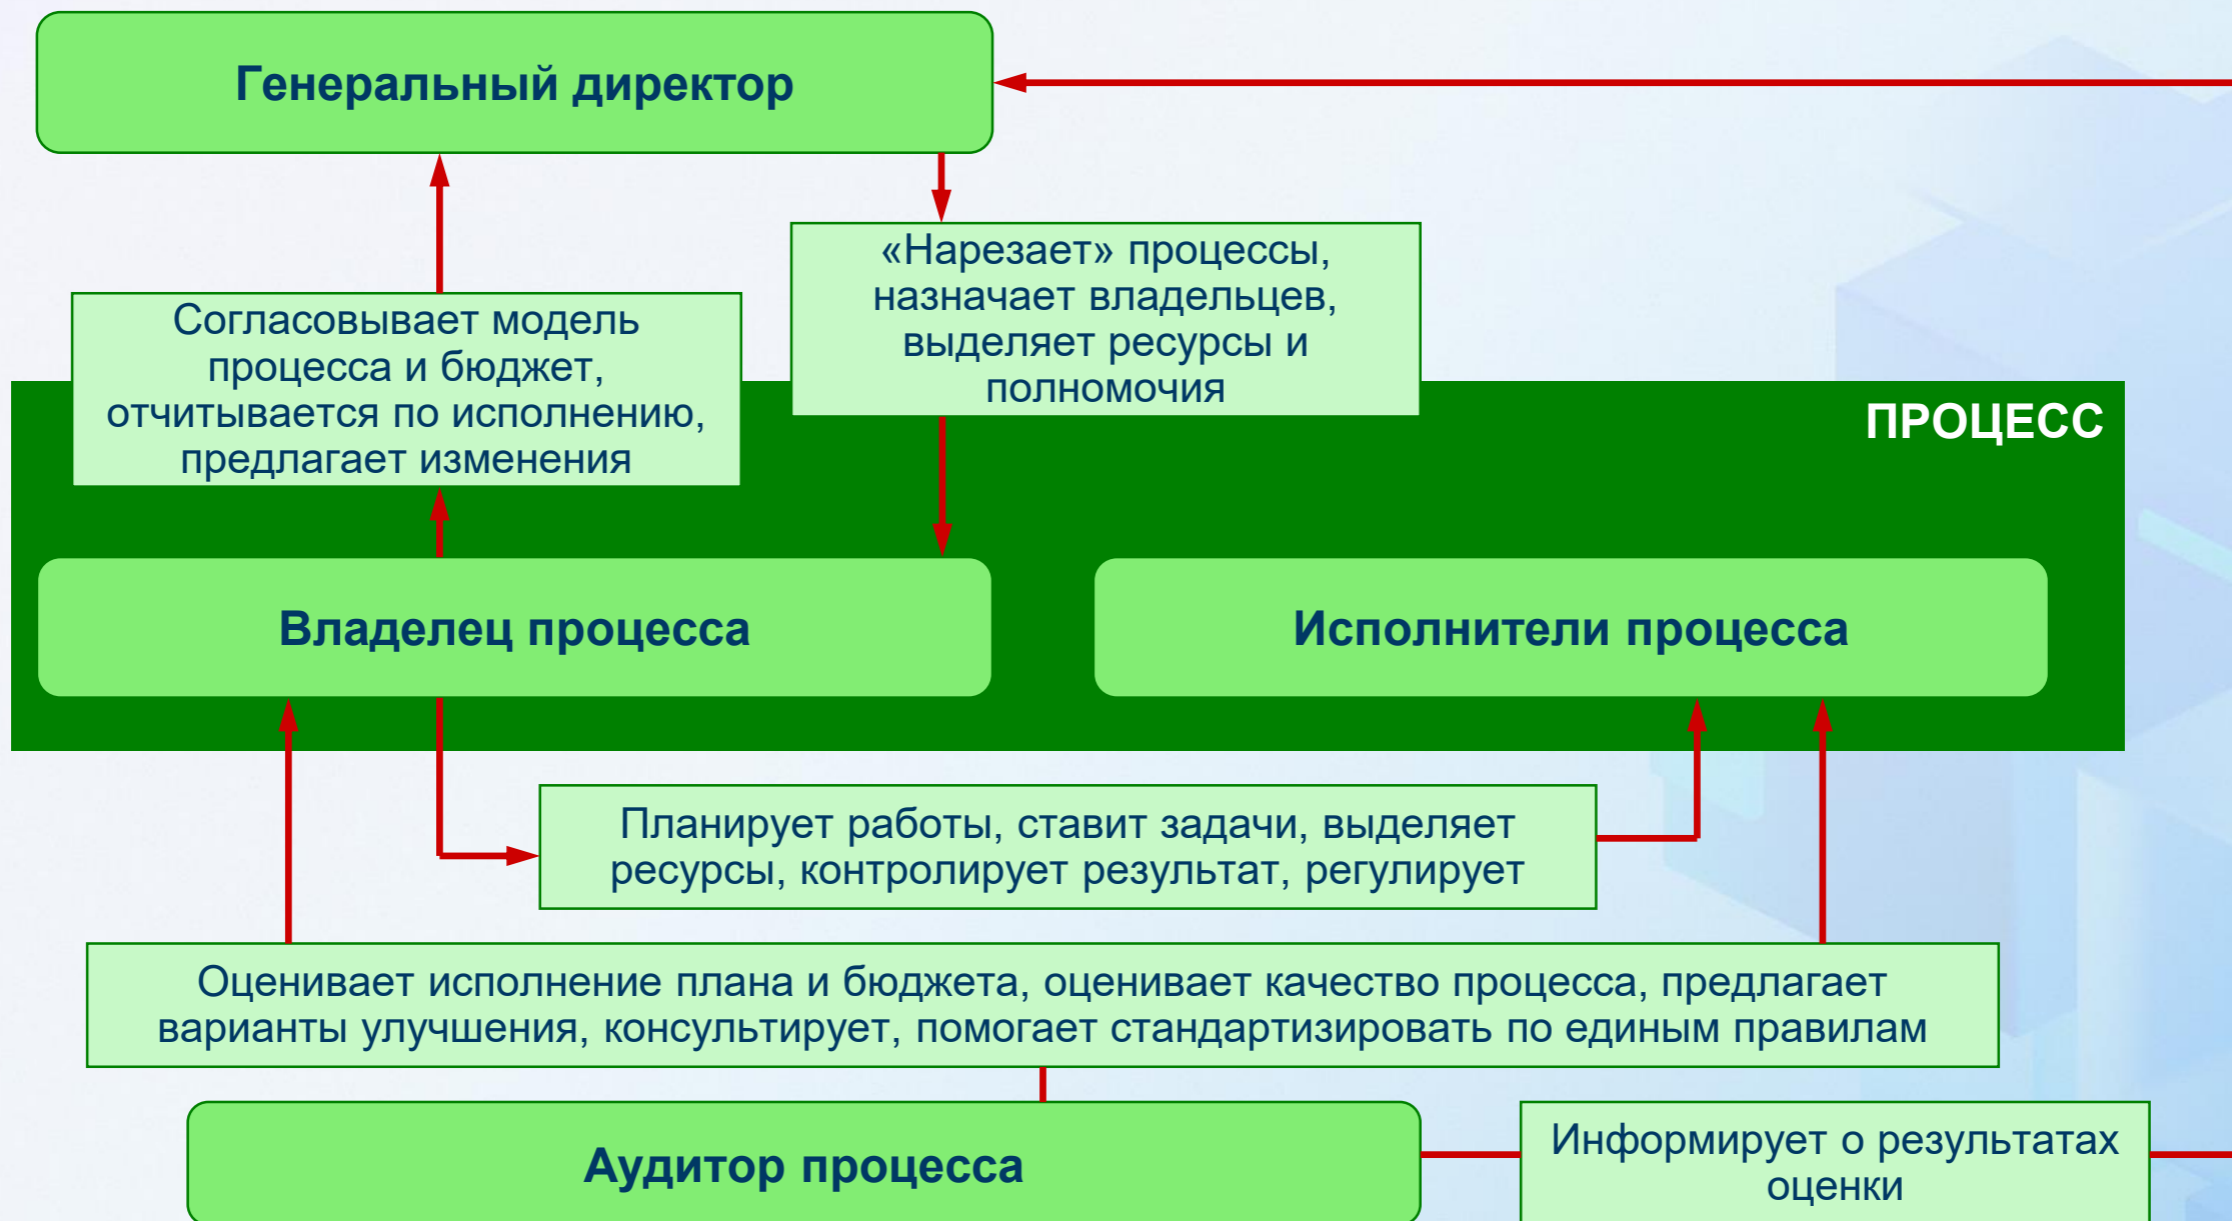 Генеральный директор
«Нарезает» процессы,
назначает владельцев,
выделяет ресурсы и
полномочия
Согласовывает модель
процесса и бюджет,
отчитывается по исполнению,
предлагает изменения
ПРОЦЕСС
Владелец процесса
Исполнители процесса
Планирует работы, ставит задачи, выделяет
ресурсы, контролирует результат, регулирует
Оценивает исполнение плана и бюджета, оценивает качество процесса, предлагает
варианты улучшения, консультирует, помогает стандартизировать по единым правилам
Аудитор процесса
Информирует о результатах
оценки